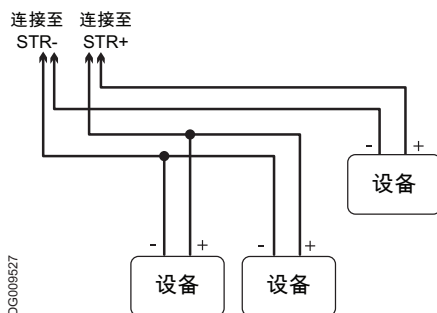 连接至 连接至
STR- STR+
- +
设备
- + - +
设备 设备
DG009527